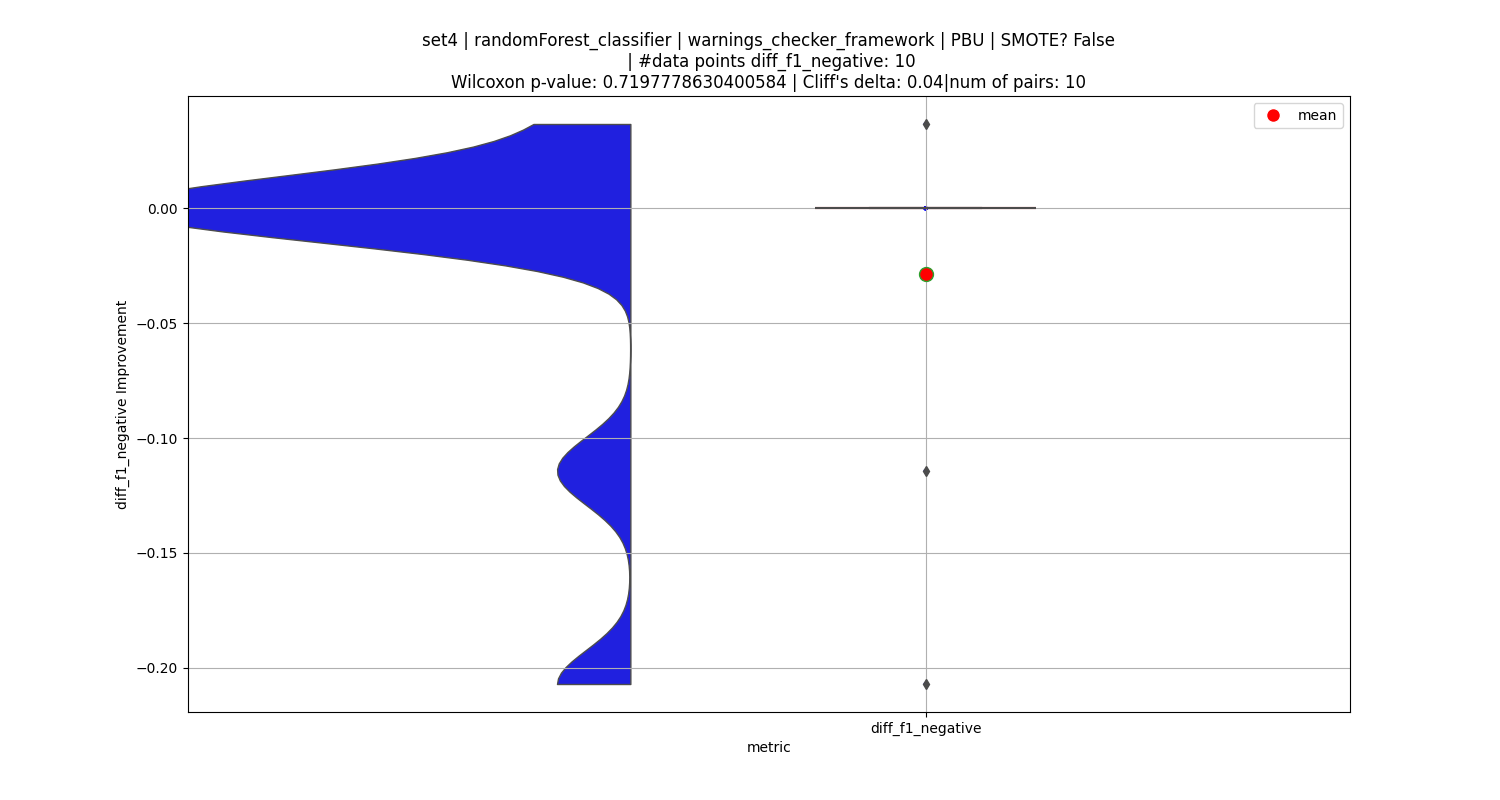 set4 | randomForest_classifier | warnings_checker_framework | PBU | SMOTE? False
| #data points diff_f1_negative: 10
Wilcoxon p-value: 0.7197778630400584 | Cliff's delta: 0.04|num of pairs: 10
mean
0.00
−0.05
−0.10
−0.15
−0.20
diff_f1_negative Improvement
diff_f1_negative
metric